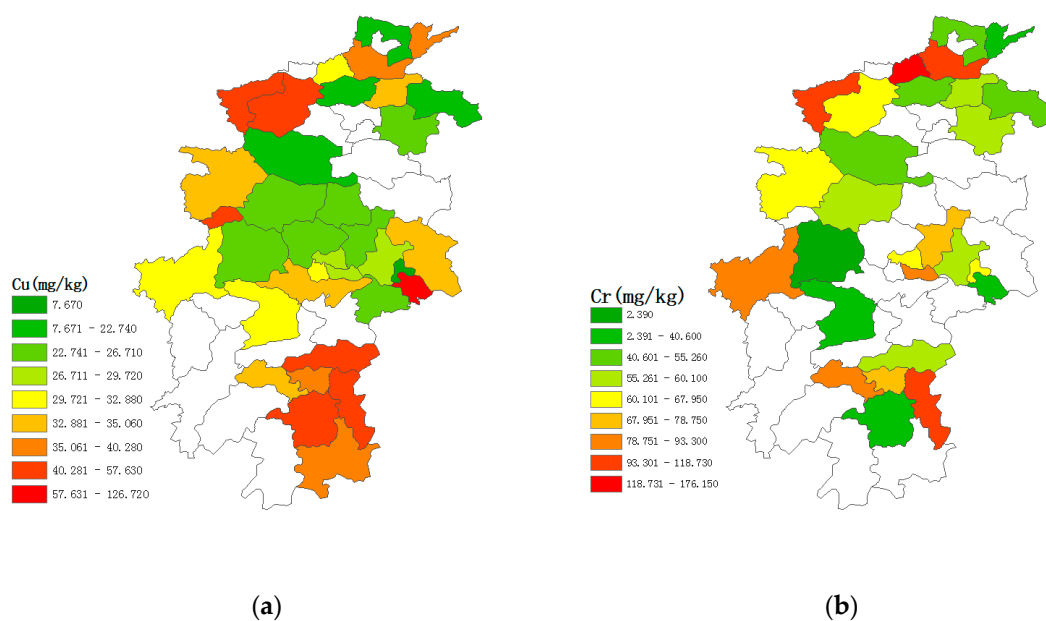 Cu(mg/kg)
7.670
7.671 - 22.740
22.741 - 26.710
26.711 - 29.720
29.721 - 32.880
32.881 - 35.060
35.061 - 40.280
40.281 - 57.630
57.631 - 126.720
(a)
Cr(mg/kg)
2.390
2.391 - 40.600
40.601 - 55.260
55.261 - 60.100
60.101 - 67.950
67.951 - 78.750
78.751 - 93.300
93.301 - 118.730
118.731 - 176.150
(b)